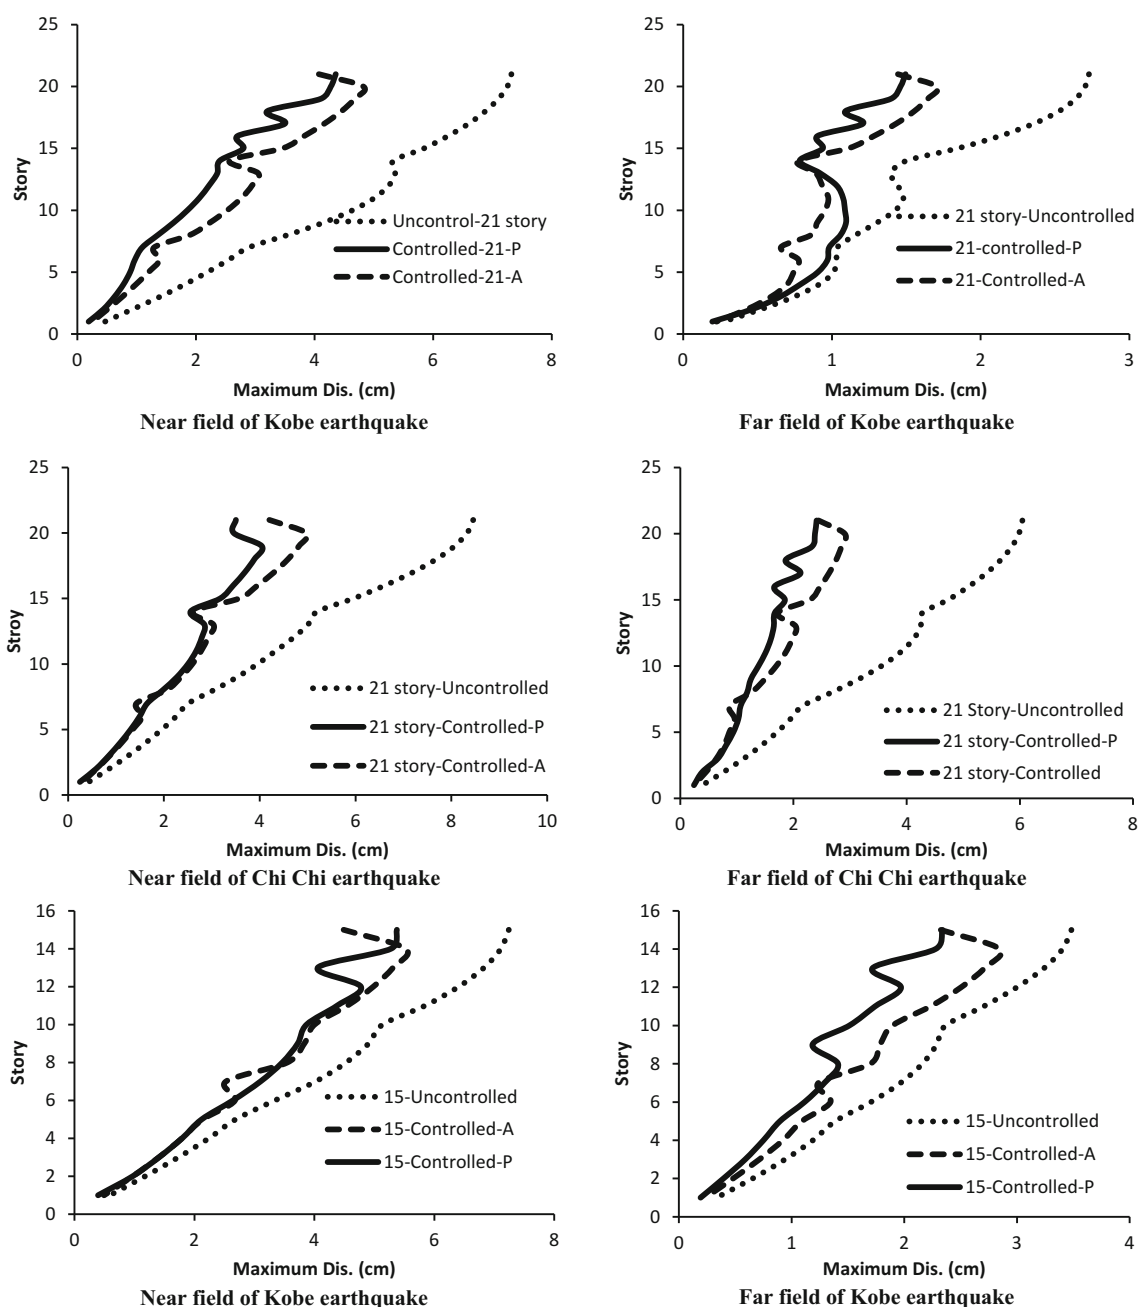 25
20
15
10
5
0
Story
Uncontrol-21 story
Controlled-21-P
Controlled-21-A
0 2 4 6 8
Maximum Dis. (cm)
Near field of Kobe earthquake
25
20
15
10
5
0
Stroy
21 story-Uncontrolled
21-controlled-P
21-Controlled-A
0 1 2 3
Maximum Dis. (cm)
Far field of Kobe earthquake
25
20
15
10
5
0
Stroy
21 story-Uncontrolled
21 story-Controlled-P
21 story-Controlled-A
0 2 4 6 8 10
Maximum Dis. (cm)
Near field of Chi Chi earthquake
25
20
15
10
5
0
Story
21 Story-Uncontrolled
21 story-Controlled-P
21 story-Controlled
0 2 4 6 8
Maximum Dis. (cm)
Far field of Chi Chi earthquake
16
14
12
10
8
6
4
2
0
Story
15-Uncontrolled
15-Controlled-A
15-Controlled-P
0 2 4 6 8
Maximum Dis. (cm)
Near field of Kobe earthquake
16
14
12
10
8
6
4
2
0
Story
15-Uncontrolled
15-Controlled-A
15-Controlled-P
0 1 2 3 4
Maximum Dis. (cm)
Far field of Kobe earthquake